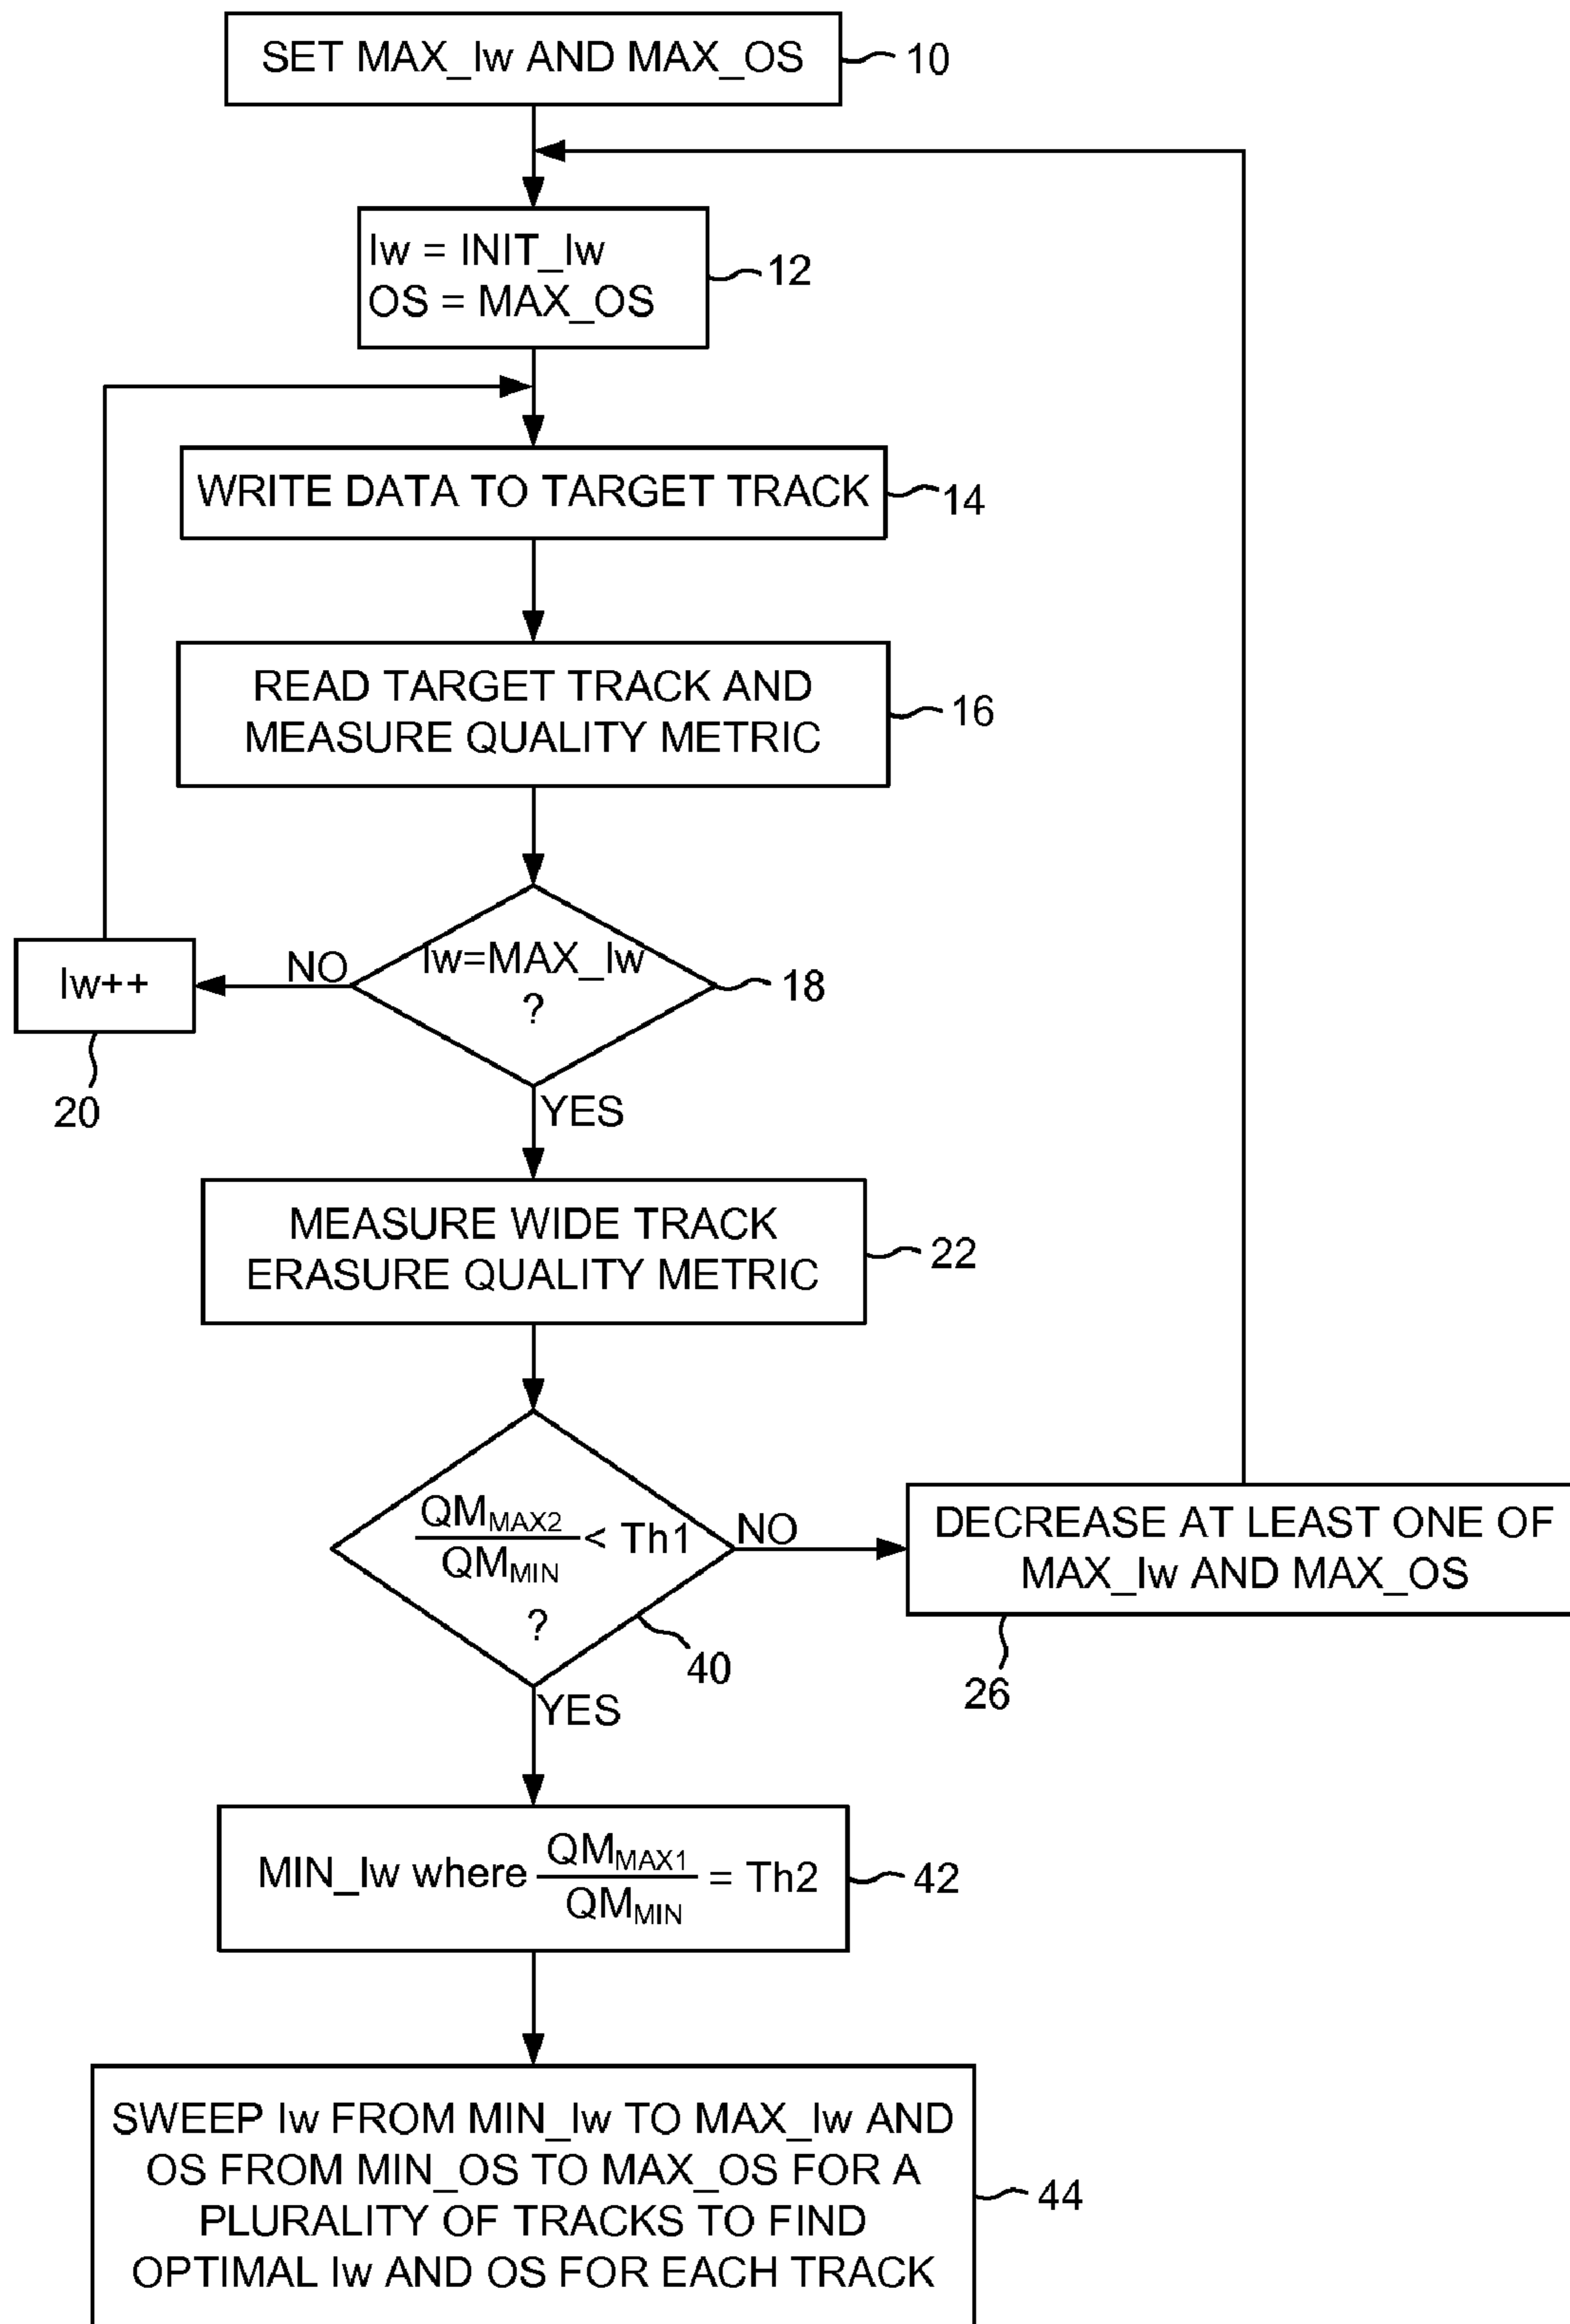 SET MAX_Iw AND MAX_OS
10
Iw = INIT_Iw
OS = MAX_OS
12
WRITE DATA TO TARGET TRACK
14
READ TARGET TRACK AND
MEASURE QUALITY METRIC
16
Iw=MAX_Iw
?
18
NO
Iw++
20
YES
MEASURE WIDE TRACK
ERASURE QUALITY METRIC
22
QMMAX2
QMMIN
< Th1
?
40
NO
DECREASE AT LEAST ONE OF
MAX_Iw AND MAX_OS
26
YES
MIN_Iw where QMMAX1 = Th2
QMMIN
42
SWEEP Iw FROM MIN_Iw TO MAX_Iw AND
OS FROM MIN_OS TO MAX_OS FOR A
PLURALITY OF TRACKS TO FIND
OPTIMAL Iw AND OS FOR EACH TRACK
44